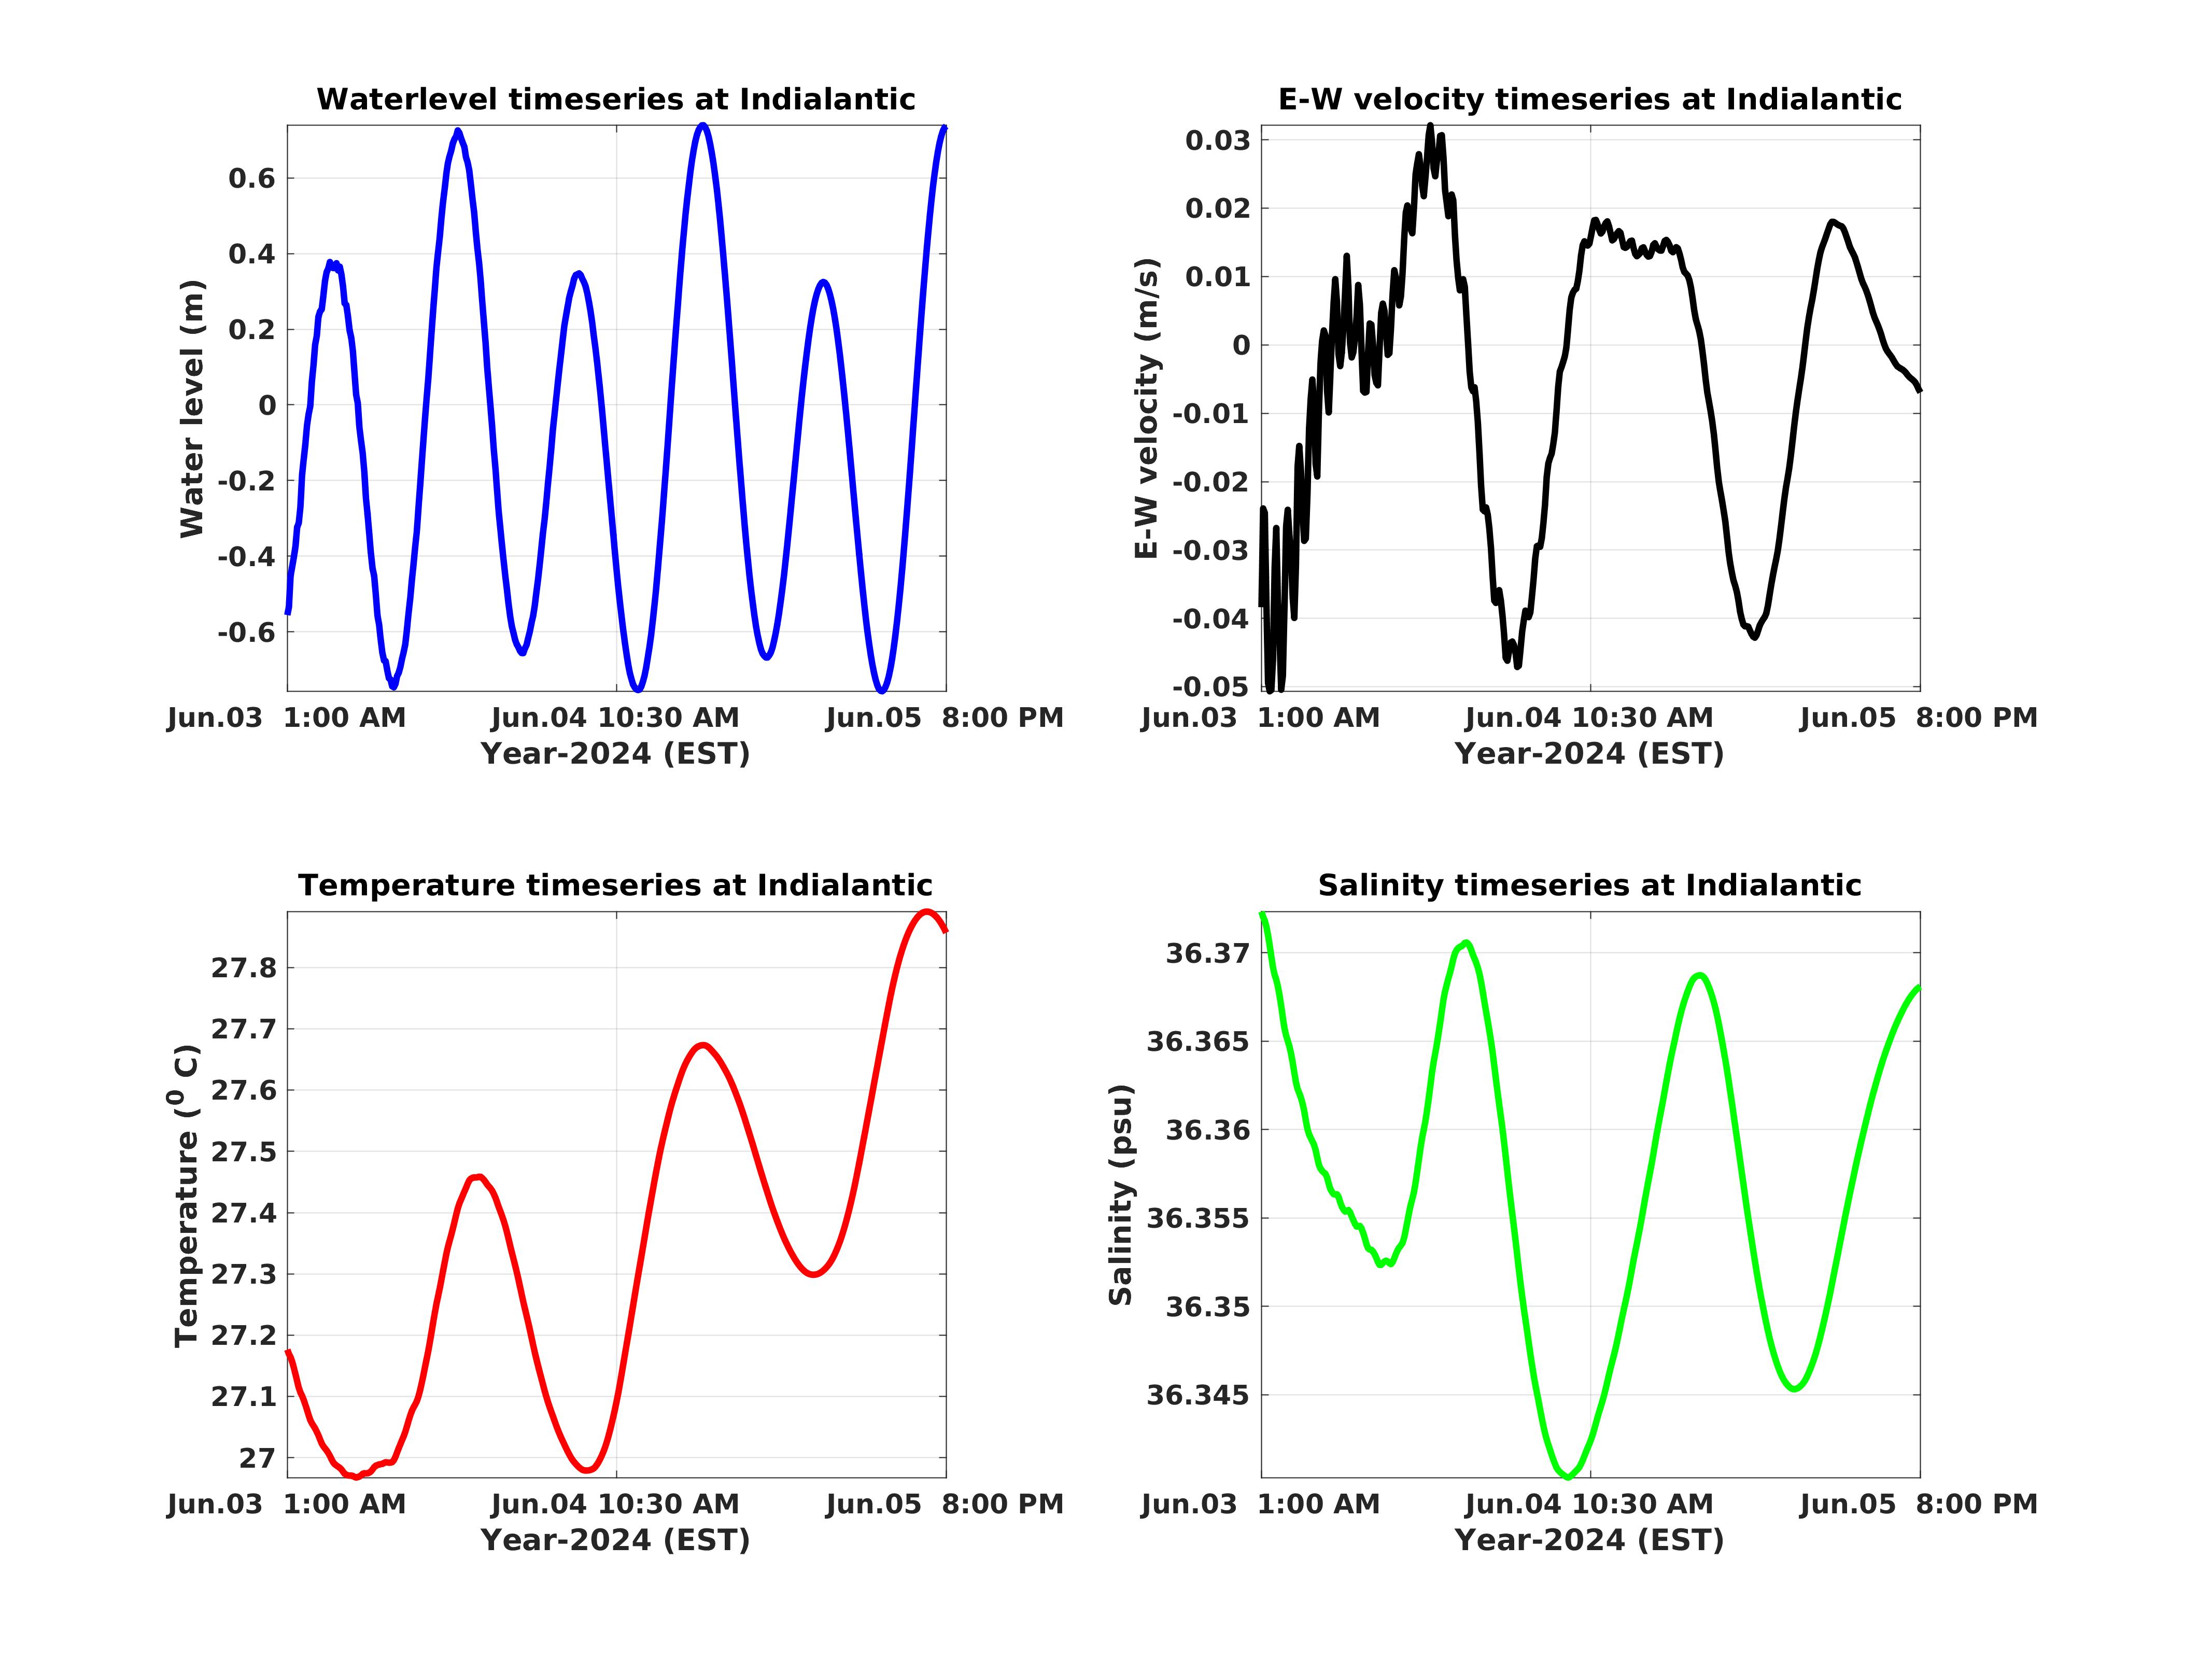 Waterlevel timeseries at Indialantic
Water level (m)
0.6
0.4
0.2
0
-0.2
-0.4
-0.6
Jun.03 1:00 AM
Jun.04 10:30 AM
Jun.05 8:00 PM
Year-2024 (EST)
E-W velocity timeseries at Indialantic
E-W velocity (m/s)
0.03
0.02
0.01
0
-0.01
-0.02
-0.03
-0.04
-0.05
Jun.03 1:00 AM
Jun.04 10:30 AM
Jun.05 8:00 PM
Year-2024 (EST)
Temperature timeseries at Indialantic
Temperature (⁰ C)
27.8
27.7
27.6
27.5
27.4
27.3
27.2
27.1
27
Jun.03 1:00 AM
Jun.04 10:30 AM
Jun.05 8:00 PM
Year-2024 (EST)
Salinity timeseries at Indialantic
Salinity (psu)
36.37
36.365
36.36
36.355
36.35
36.345
Jun.03 1:00 AM
Jun.04 10:30 AM
Jun.05 8:00 PM
Year-2024 (EST)